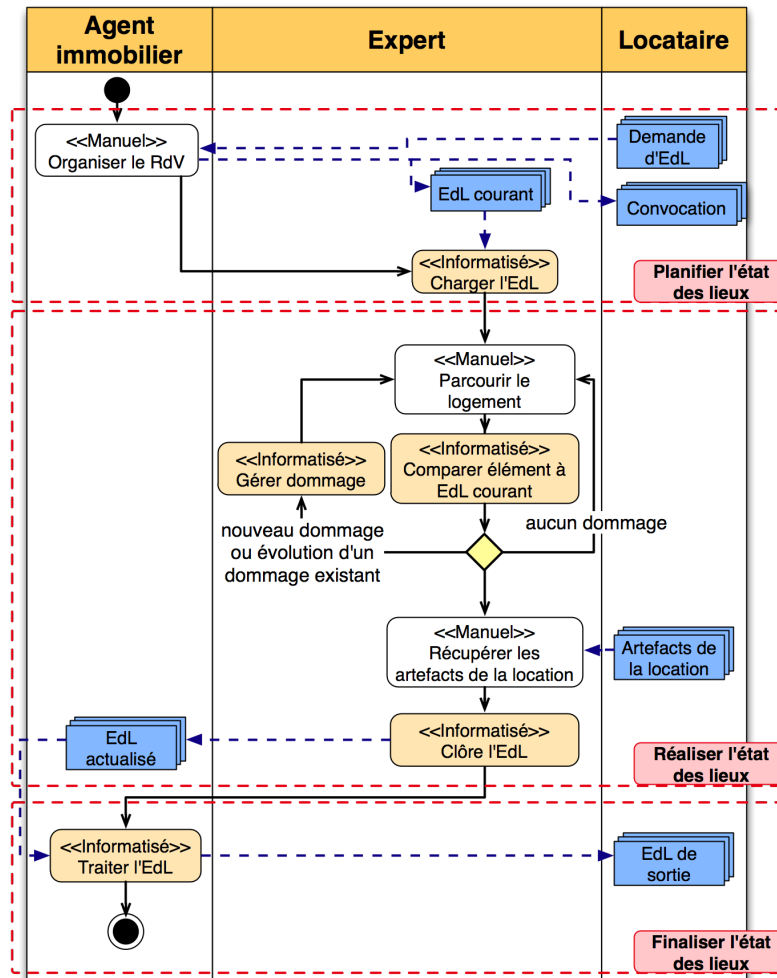 Agent
immobilier
Expert
Locataire
<<Manuel>>
Organiser le RdV
Demande
d'EdL
EdL courant
Convocation
<<Informatisé>>
Charger l'EdL
Planifier l'état
des lieux
<<Manuel>>
Parcourir le
logement
<<Informatisé>>
Gérer dommage
<<Informatisé>>
Comparer élément à
EdL courant
nouveau dommage
ou évolution d'un
dommage existant
aucun dommage
<<Manuel>>
Récupérer les
artefacts de la location
Artefacts de
la location
EdL
actualisé
<<Informatisé>>
Clôre l'EdL
Réaliser l'état
des lieux
<<Informatisé>>
Traiter l'EdL
EdL de
sortie
Finaliser l'état
des lieux